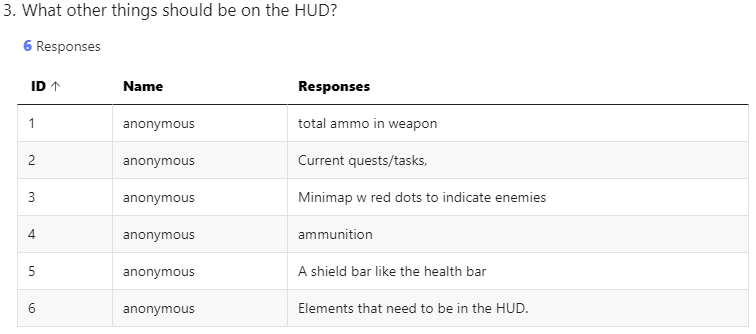 3. What other things should be on the HUD?
6 Responses
ID ↑ Name Responses
1 anonymous total ammo in weapon
2 anonymous Current quests/tasks,
3 anonymous Minimap w red dots to indicate enemies
4 anonymous ammunition
5 anonymous A shield bar like the health bar
6 anonymous Elements that need to be in the HUD.